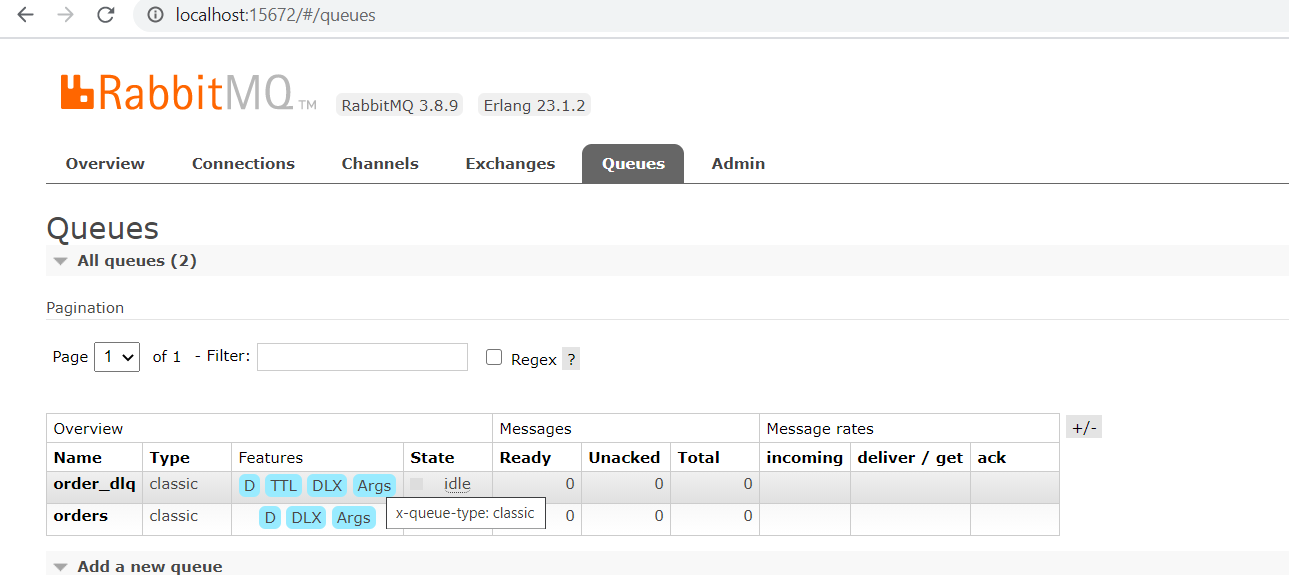 localhost:15672/#/queues
RabbitMQ TM RabbitMQ 3.8.9 Erlang 23.1.2
Overview Connections Channels Exchanges Queues Admin
Queues
All queues (2)
Pagination
Page 1 of 1 - Filter: Regex ?
Overview Messages Message rates +/-
Name Type Features State Ready Unacked Total incoming deliver / get ack
order_dlq classic D TTL DLX Args idle 0 0 0
orders classic D DLX Args x-queue-type: classic 0 0 0
Add a new queue